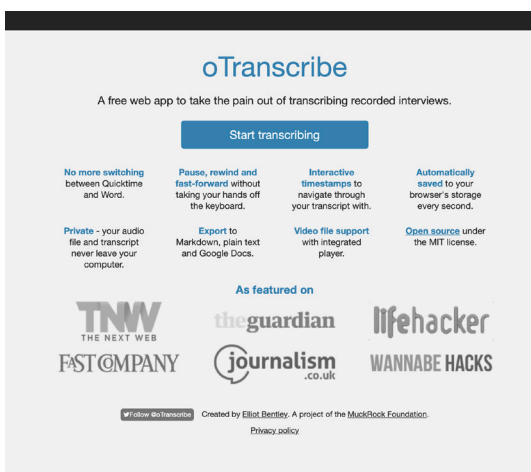 oTranscribe
A free web app to take the pain out of transcribing recorded interviews.
Start transcribing
No more switching
between Quicktime
and Word.
Pause, rewind and
fast-forward without
taking your hands off
the keyboard.
Interactive
timestamps to
navigate through
your transcript with.
Automatically
saved to your
browser's storage
every second.
Private - your audio
file and transcript
never leave your
computer.
Export to
Markdown, plain text
and Google Docs.
Video file support
with integrated
player.
Open source under
the MIT license.
As featured on
TNW
THE NEXT WEB
theguardian
lifehacker
FAST COMPANY
journalism
.co.uk
WANNABE HACKS
Follow @oTranscribe Created by Elliot Bentley. A project of the MuckRock Foundation.
Privacy policy